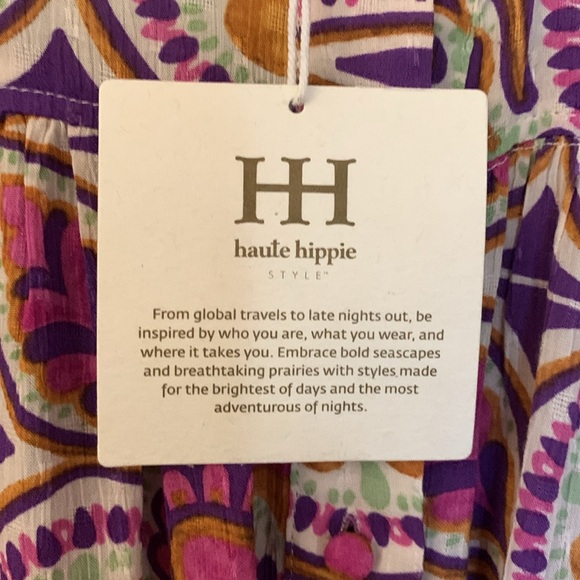 HH
haute hippie
STYLE™
From global travels to late nights out, be
inspired by who you are, what you wear, and
where it takes you. Embrace bold seascapes
and breathtaking prairies with styles made
for the brightest of days and the most
adventurous of nights.